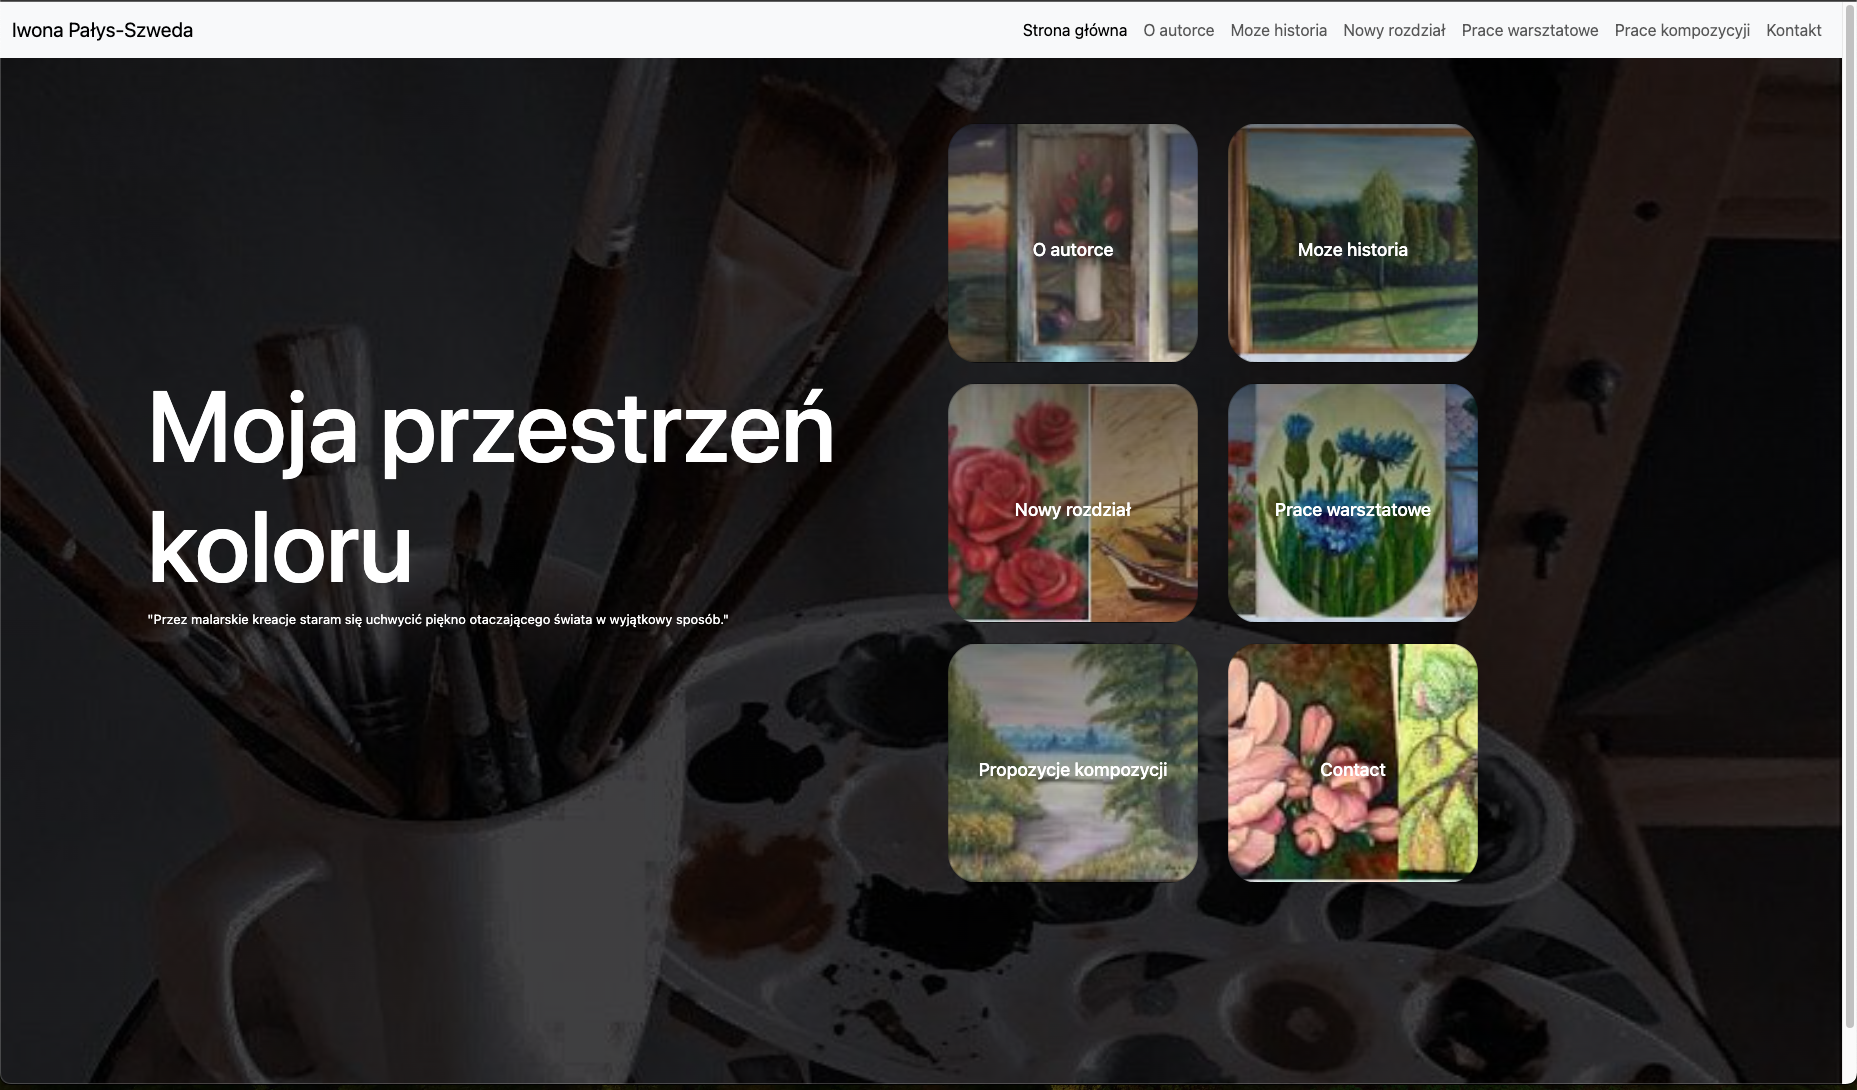 Iwona Pałys-Szweda
Strona główna
O autorce
Moze historia
Nowy rozdział
Prace warsztatowe
Prace kompozycyji
Kontakt
Moja przestrzeń
koloru
"Przez malarskie kreacje staram się uchwycić piękno otaczającego świata w wyjątkowy sposób."
O autorce
Moze historia
Nowy rozdział
Prace warsztatowe
Propozycje kompozycji
Contact